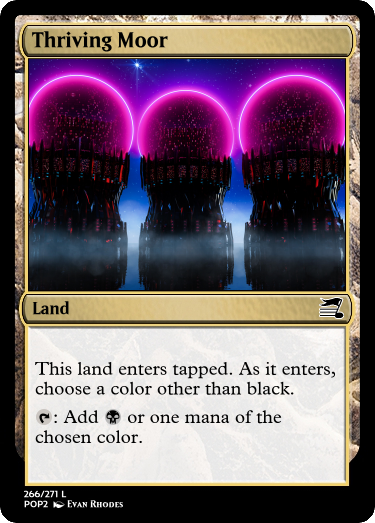 Thriving Moor
Land
This land enters tapped. As it enters,
choose a color other than black.
: Add or one mana of the
chosen color.
266/271 L
POP2 Evan Rhodes